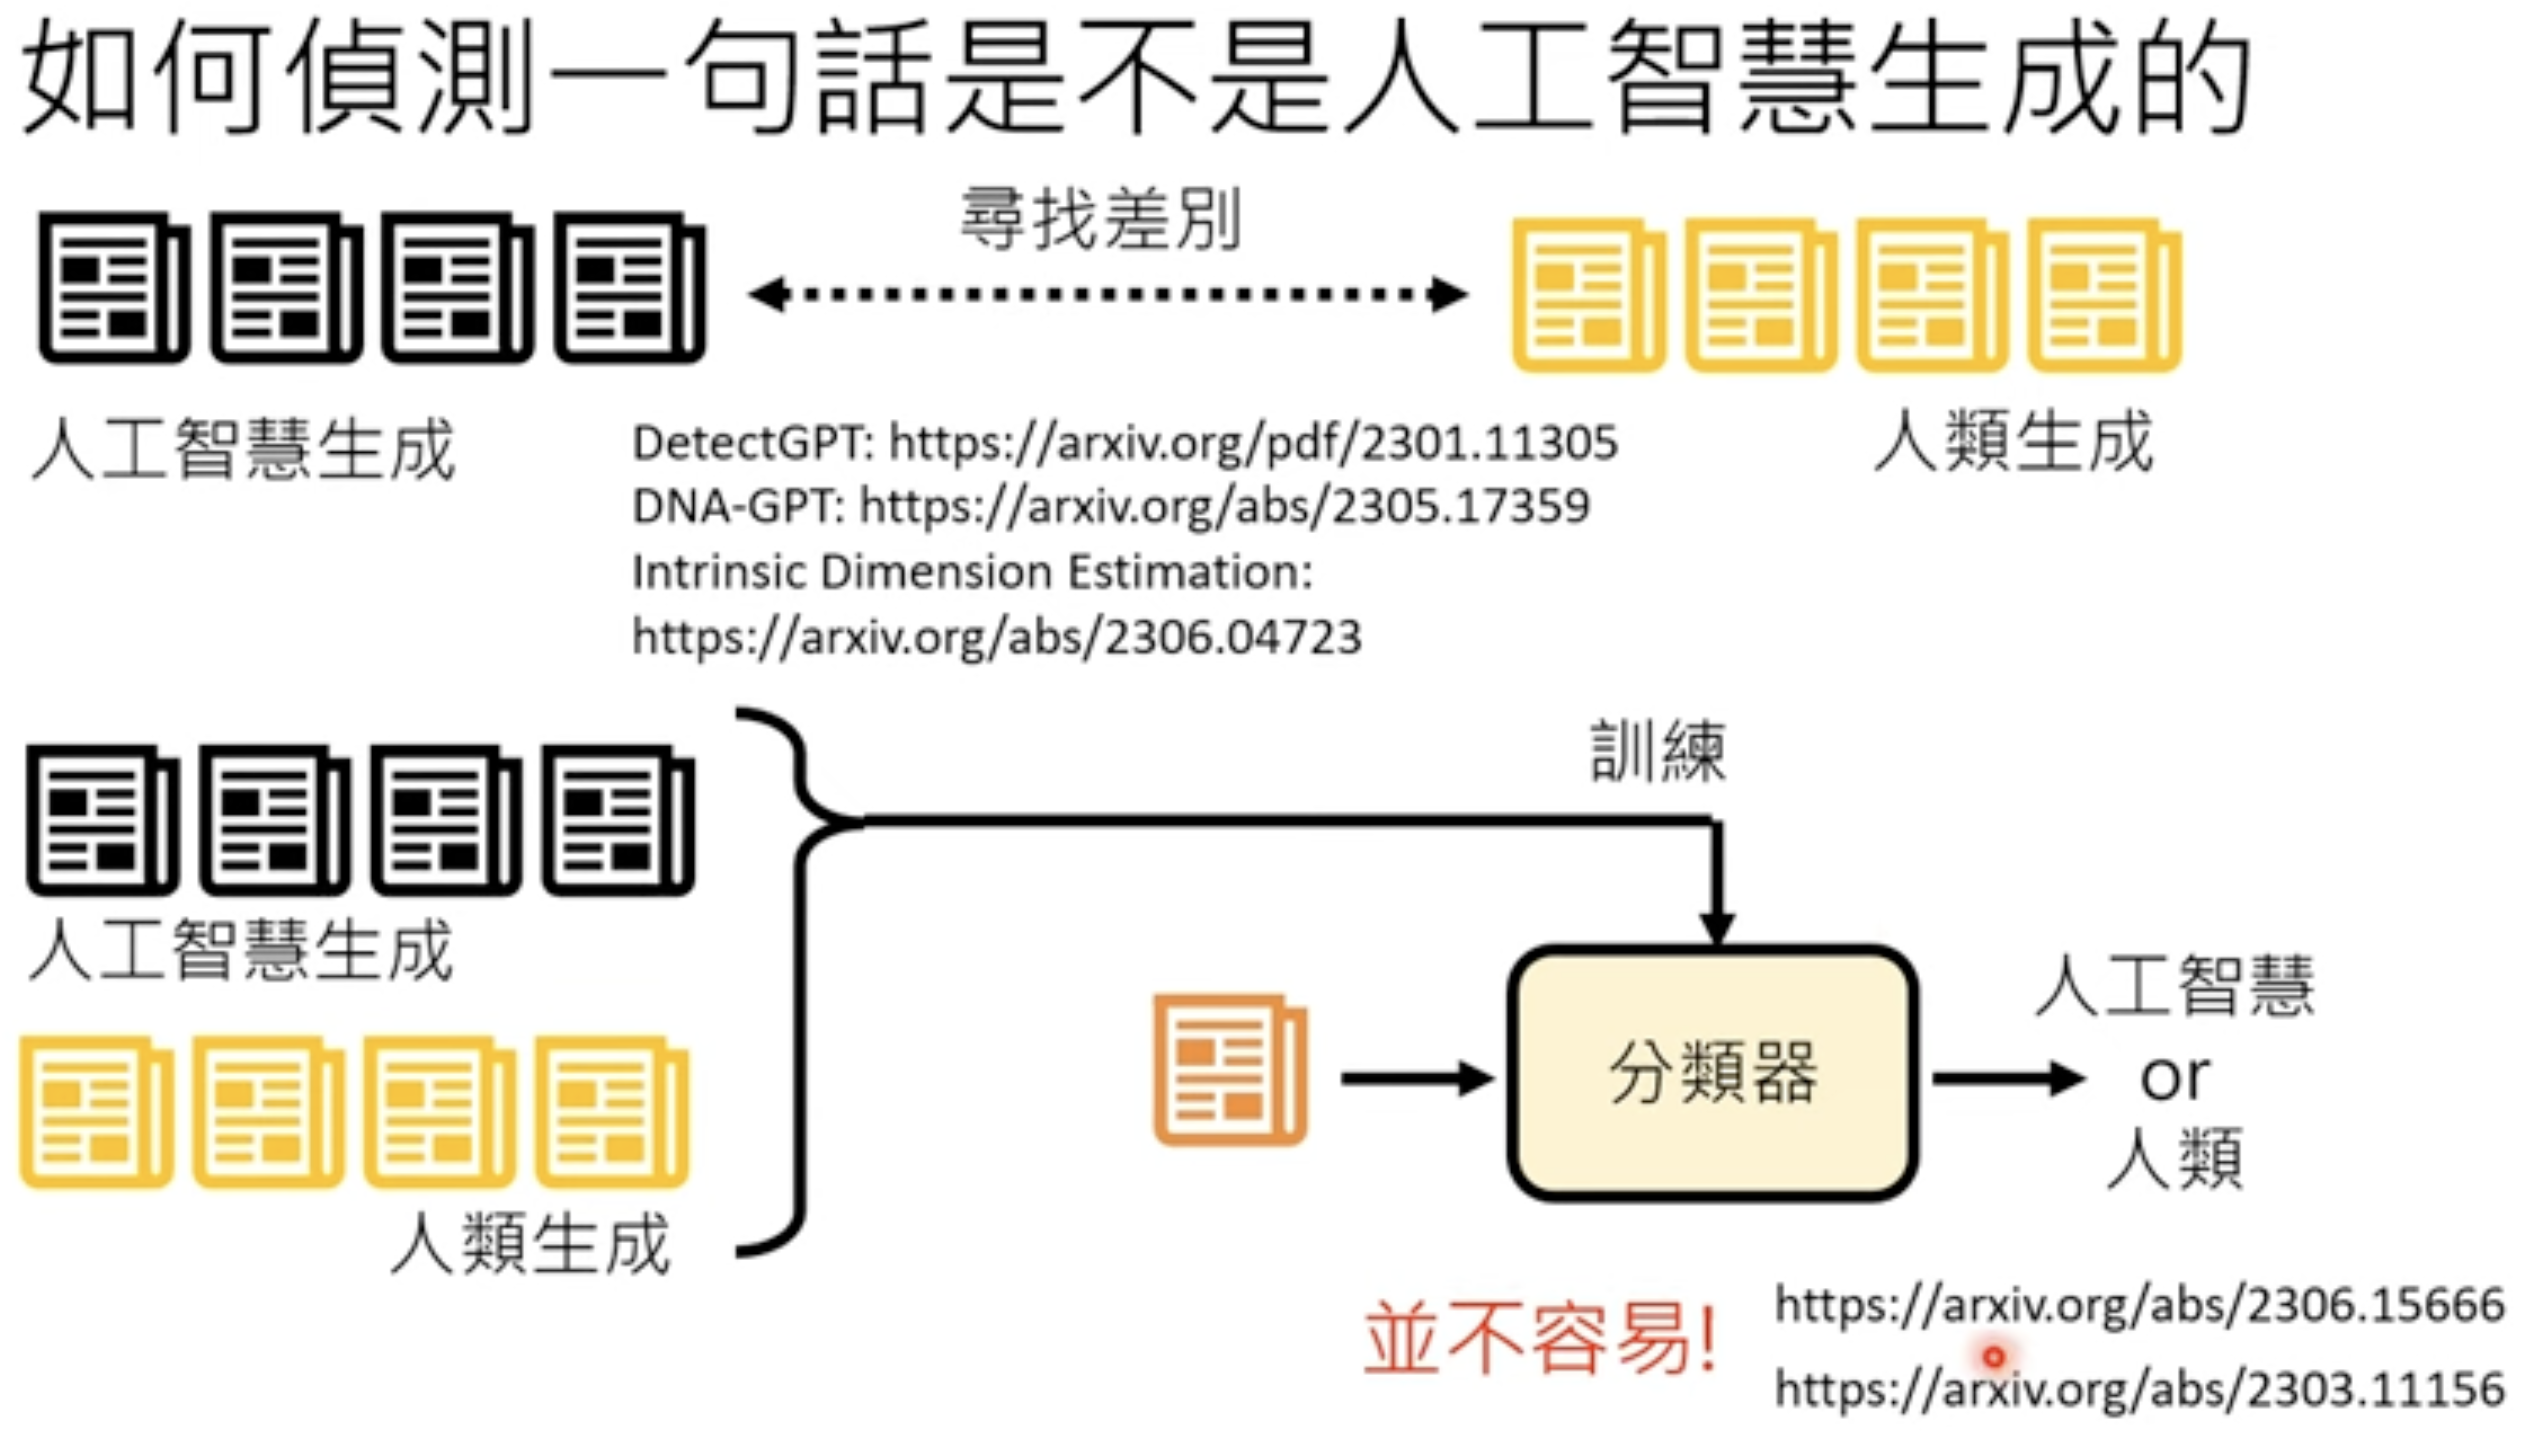 如何偵測一句話是不是人工智慧生成的
尋找差別
人工智慧生成
人類生成
DetectGPT: https://arxiv.org/pdf/2301.11305
DNA-GPT: https://arxiv.org/abs/2305.17359
Intrinsic Dimension Estimation:
https://arxiv.org/abs/2306.04723
人工智慧生成
人類生成
訓練
分類器
人工智慧
or
人類
並不容易!
https://arxiv.org/abs/2306.15666
https://arxiv.org/abs/2303.11156